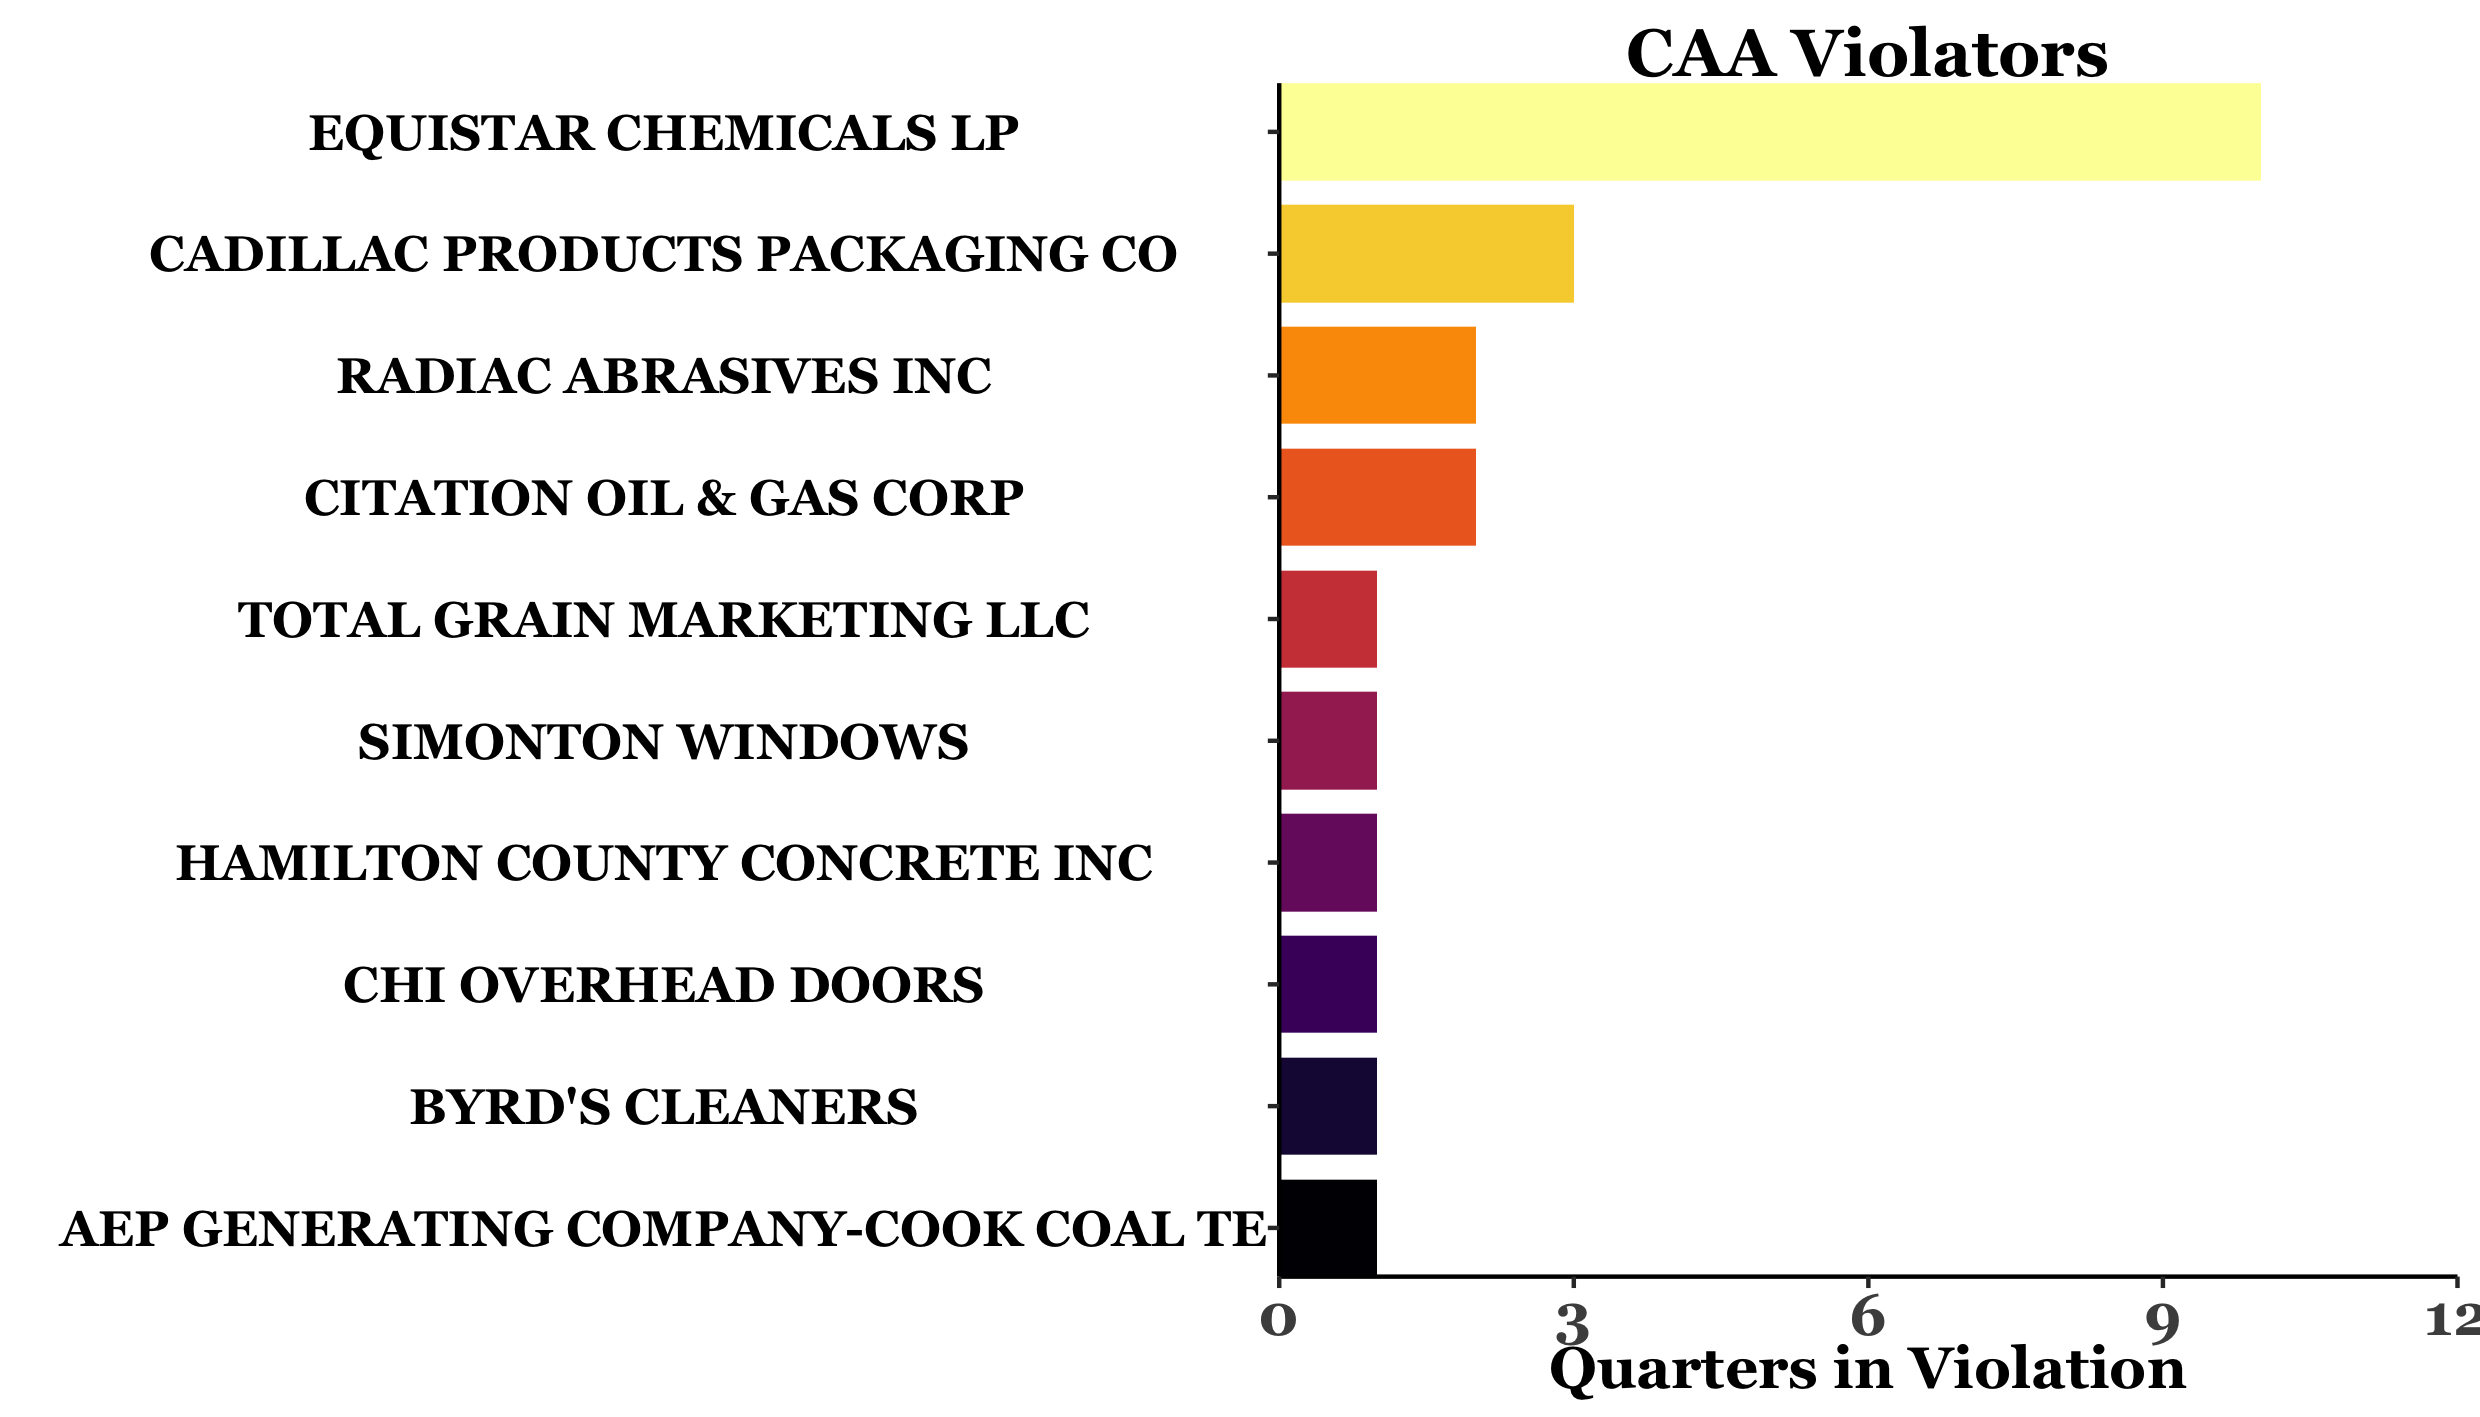 CAA Violators
EQUISTAR CHEMICALS LP
CADILLAC PRODUCTS PACKAGING CO
RADIAC ABRASIVES INC
CITATION OIL & GAS CORP
TOTAL GRAIN MARKETING LLC
SIMONTON WINDOWS
HAMILTON COUNTY CONCRETE INC
CHI OVERHEAD DOORS
BYRD'S CLEANERS
AEP GENERATING COMPANY-COOK COAL TE
0 3 6 9 12
Quarters in Violation